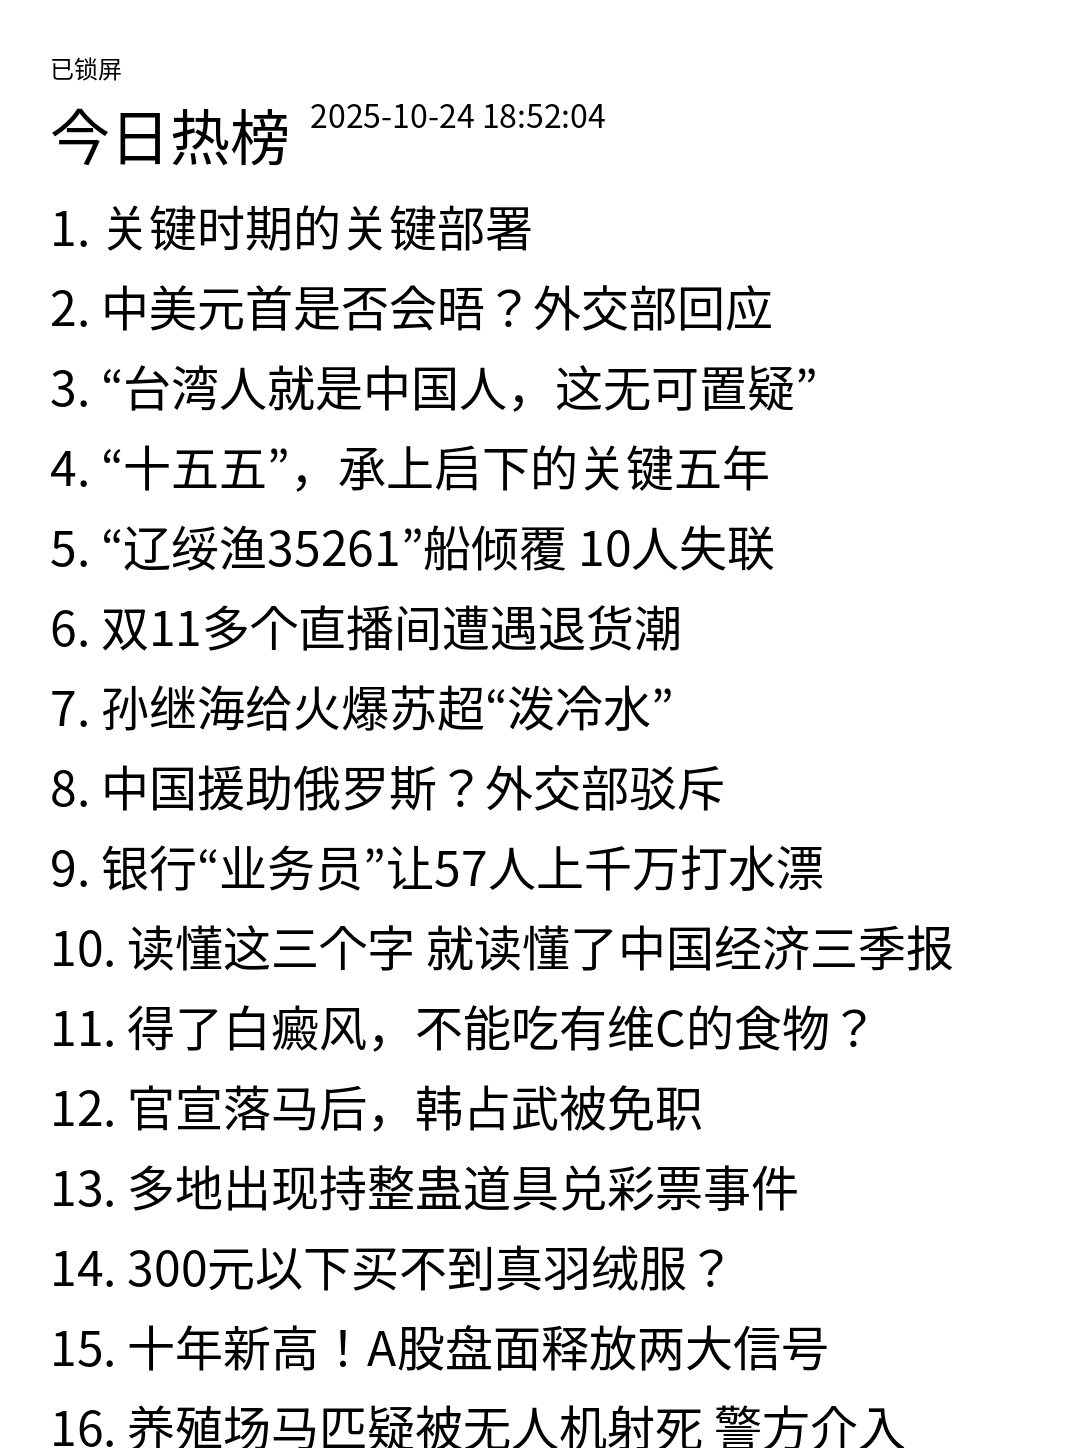 已锁屏
今日热榜 2025-10-24 18:52:04
1. 关键时期的关键部署
2. 中美元首是否会晤？外交部回应
3. “台湾人就是中国人，这无可置疑”
4. “十五五”，承上启下的关键五年
5. “辽绥渔35261”船倾覆 10人失联
6. 双11多个直播间遭遇退货潮
7. 孙继海给火爆苏超“泼冷水”
8. 中国援助俄罗斯？外交部驳斥
9. 银行“业务员”让57人上千万打水漂
10. 读懂这三个字 就读懂了中国经济三季报
11. 得了白癜风，不能吃有维C的食物？
12. 官宣落马后，韩占武被免职
13. 多地出现持整蛊道具兑彩票事件
14. 300元以下买不到真羽绒服？
15. 十年新高！A股盘面释放两大信号
16. 养殖场马匹疑被无人机射死 警方介入